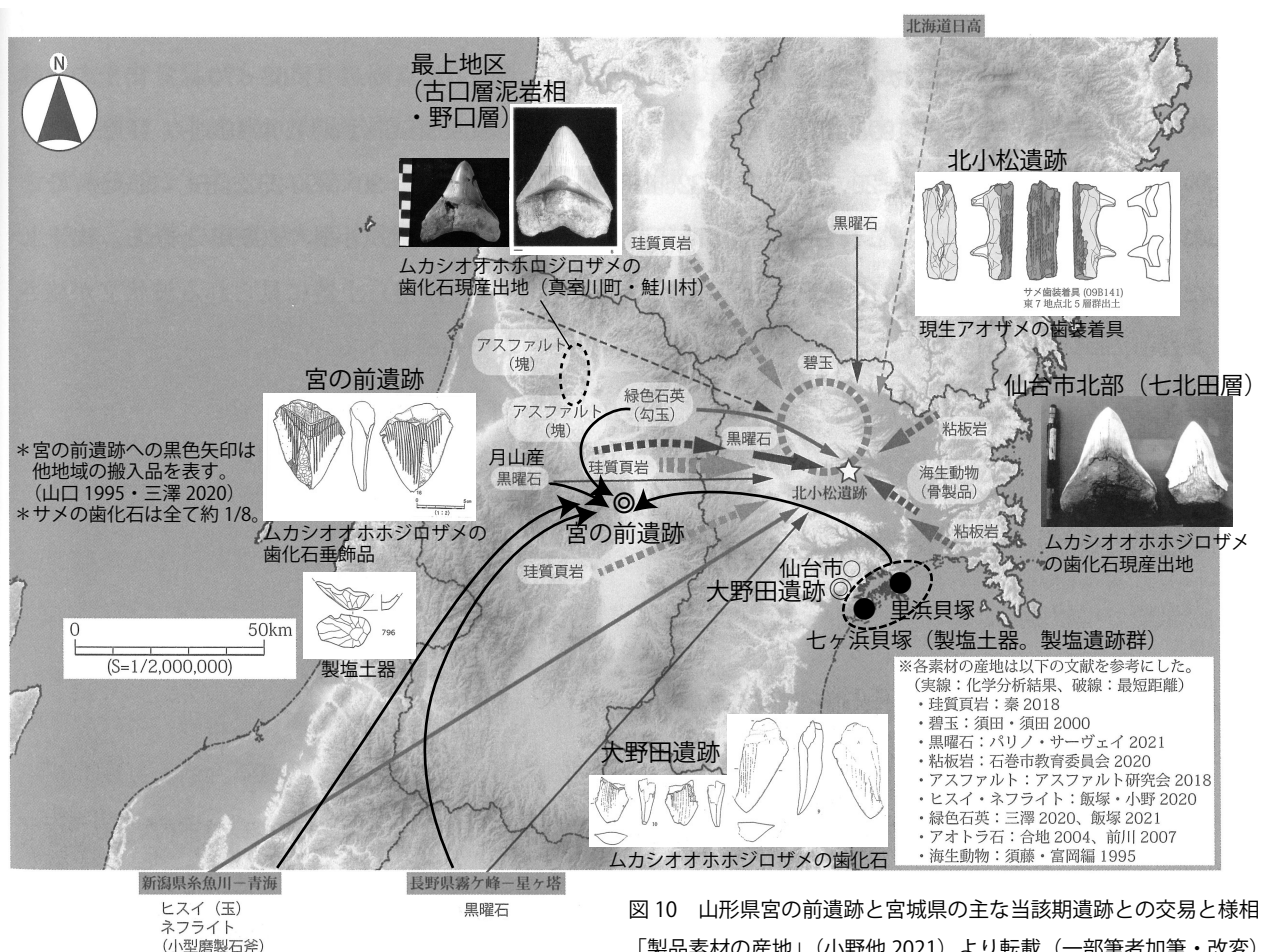 北海道日高
N
最上地区
（古口層泥岩相
・野口層）
ムカシオオホホロジロザメの
歯化石現産出地（真室川町・鮭川村）
珪質頁岩
黒曜石
北小松遺跡
サメ歯装着具 (09B141)
東 7 地点北 5 層群出土
現生アオザメの歯装着具
アスファルト
（塊）
アスファルト
（塊）
碧玉
緑色石英
（勾玉）
黒曜石
粘板岩
仙台市北部（七北田層）
宮の前遺跡
＊宮の前遺跡への黒色矢印は
他地域の搬入品を表す。
（山口 1995・三澤 2020）
＊サメの歯化石は全て約 1/8。
月山産
黒曜石
珪質頁岩
北小松遺跡
海生動物
（骨製品）
粘板岩
ムカシオオホホジロザメの
歯化石垂飾品
宮の前遺跡
ムカシオオホホジロザメ
の歯化石現産出地
珪質頁岩
仙台市
大野田遺跡
里浜貝塚
七ヶ浜貝塚（製塩土器。製塩遺跡群）
796
製塩土器
0 50km
(S=1/2,000,000)
※各素材の産地は以下の文献を参考にした。
（実線：化学分析結果、破線：最短距離）
・珪質頁岩：秦 2018
・碧玉：須田・須田 2000
・黒曜石：パリノ・サーヴェイ 2021
・粘板岩：石巻市教育委員会 2020
・アスファルト：アスファルト研究会 2018
・ヒスイ・ネフライト：飯塚・小野 2020
・緑色石英：三澤 2020、飯塚 2021
・アオトラ石：合地 2004、前川 2007
・海生動物：須藤・富岡編 1995
大野田遺跡
ムカシオオホホジロザメの歯化石
新潟県糸魚川－青海
ヒスイ（玉）
ネフライト
（小型磨製石斧）
長野県霧ケ峰－星ヶ塔
黒曜石
図 10　山形県宮の前遺跡と宮城県の主な当該期遺跡との交易と様相
「製品素材の産地」（小野他 2021）より転載（一部筆者加筆・改変）